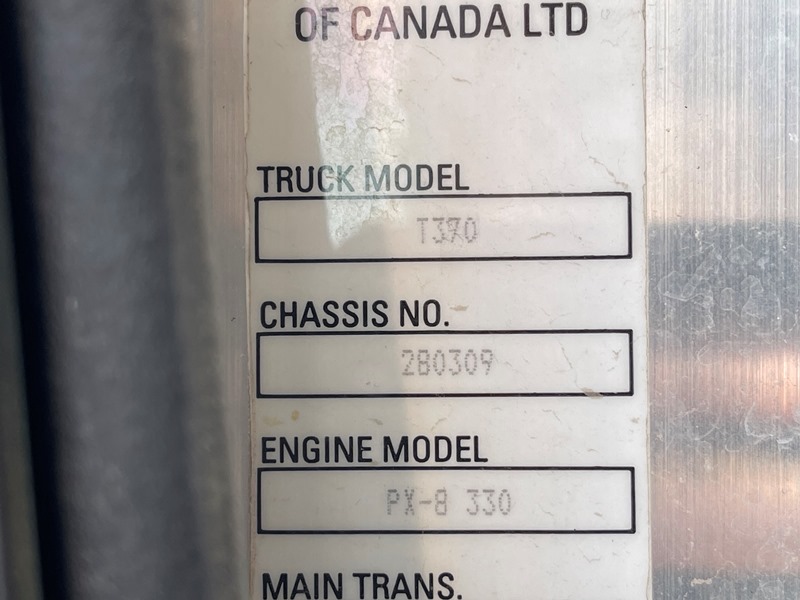 OF CANADA LTD
TRUCK MODEL
T370
CHASSIS NO.
280309
ENGINE MODEL
PX-8 330
MAIN TRANS.